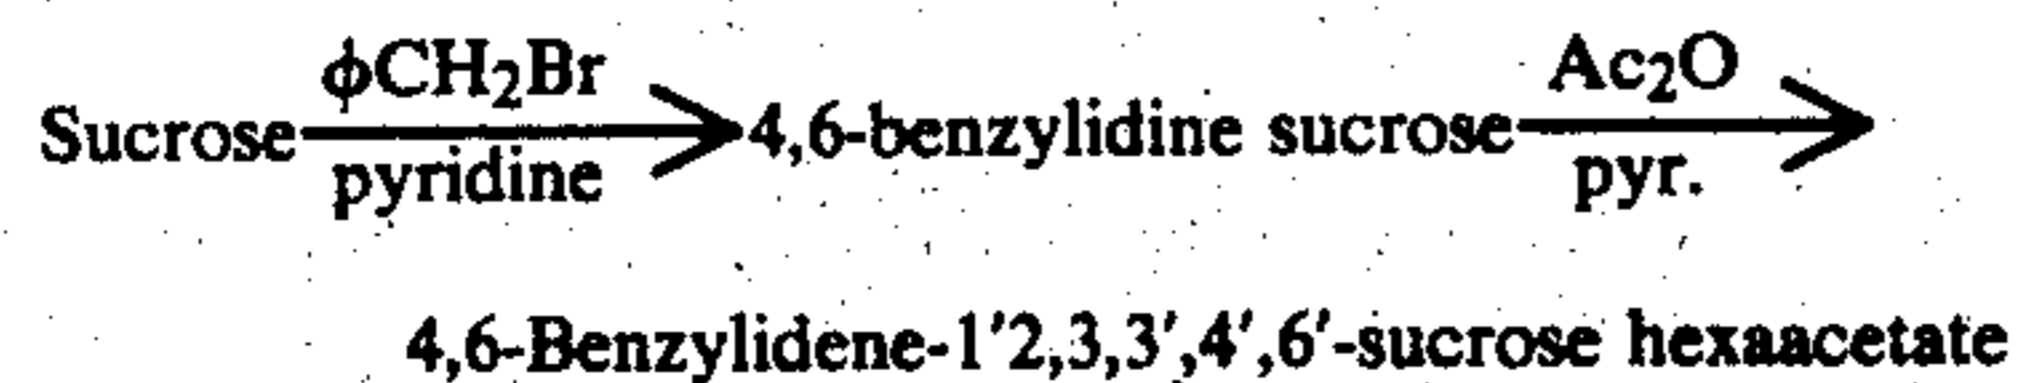 ϕCH₂Br
Ac₂O
Sucrose 4,6-benzylidine sucrose
pyridine
pyr.
4,6-Benzylidene-1'2,3,3',4',6'-sucrose hexaacetate